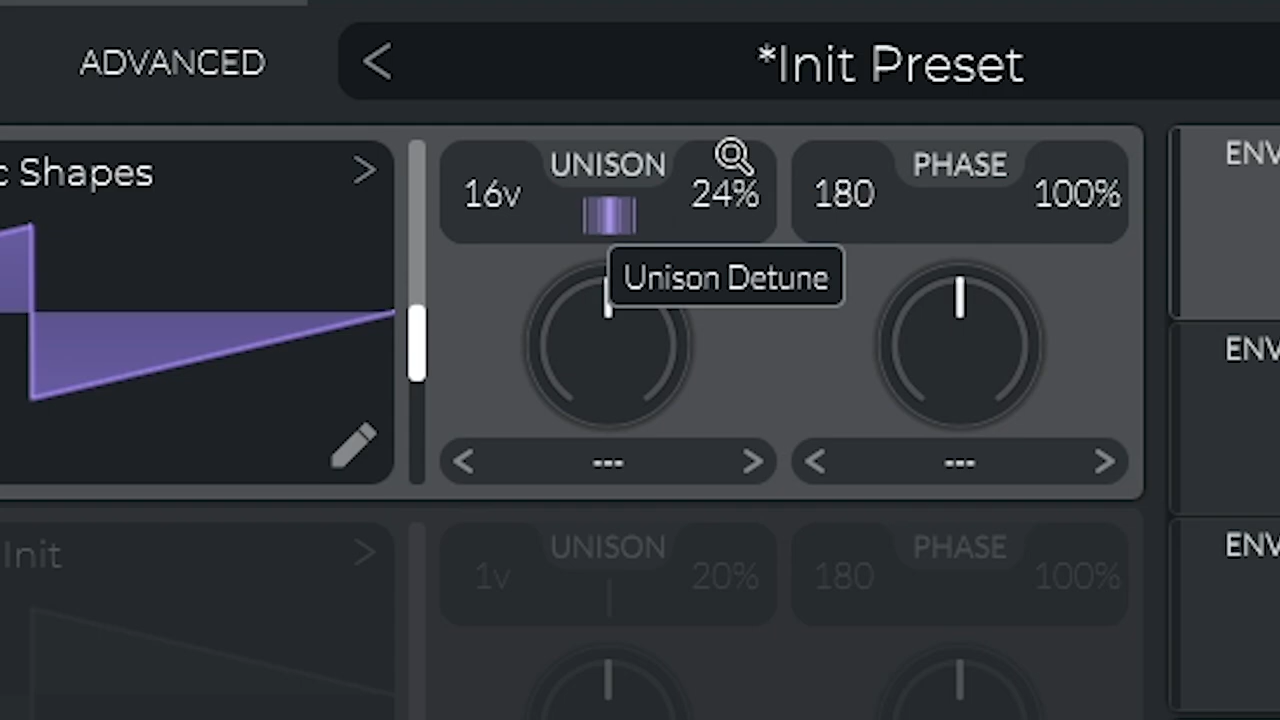 ADVANCED
*Init Preset
c Shapes
UNISON
16v
24%
PHASE
180
100%
Unison Detune
---
---
ENV
ENV
ENV
Init
UNISON
1v
20%
PHASE
180
100%